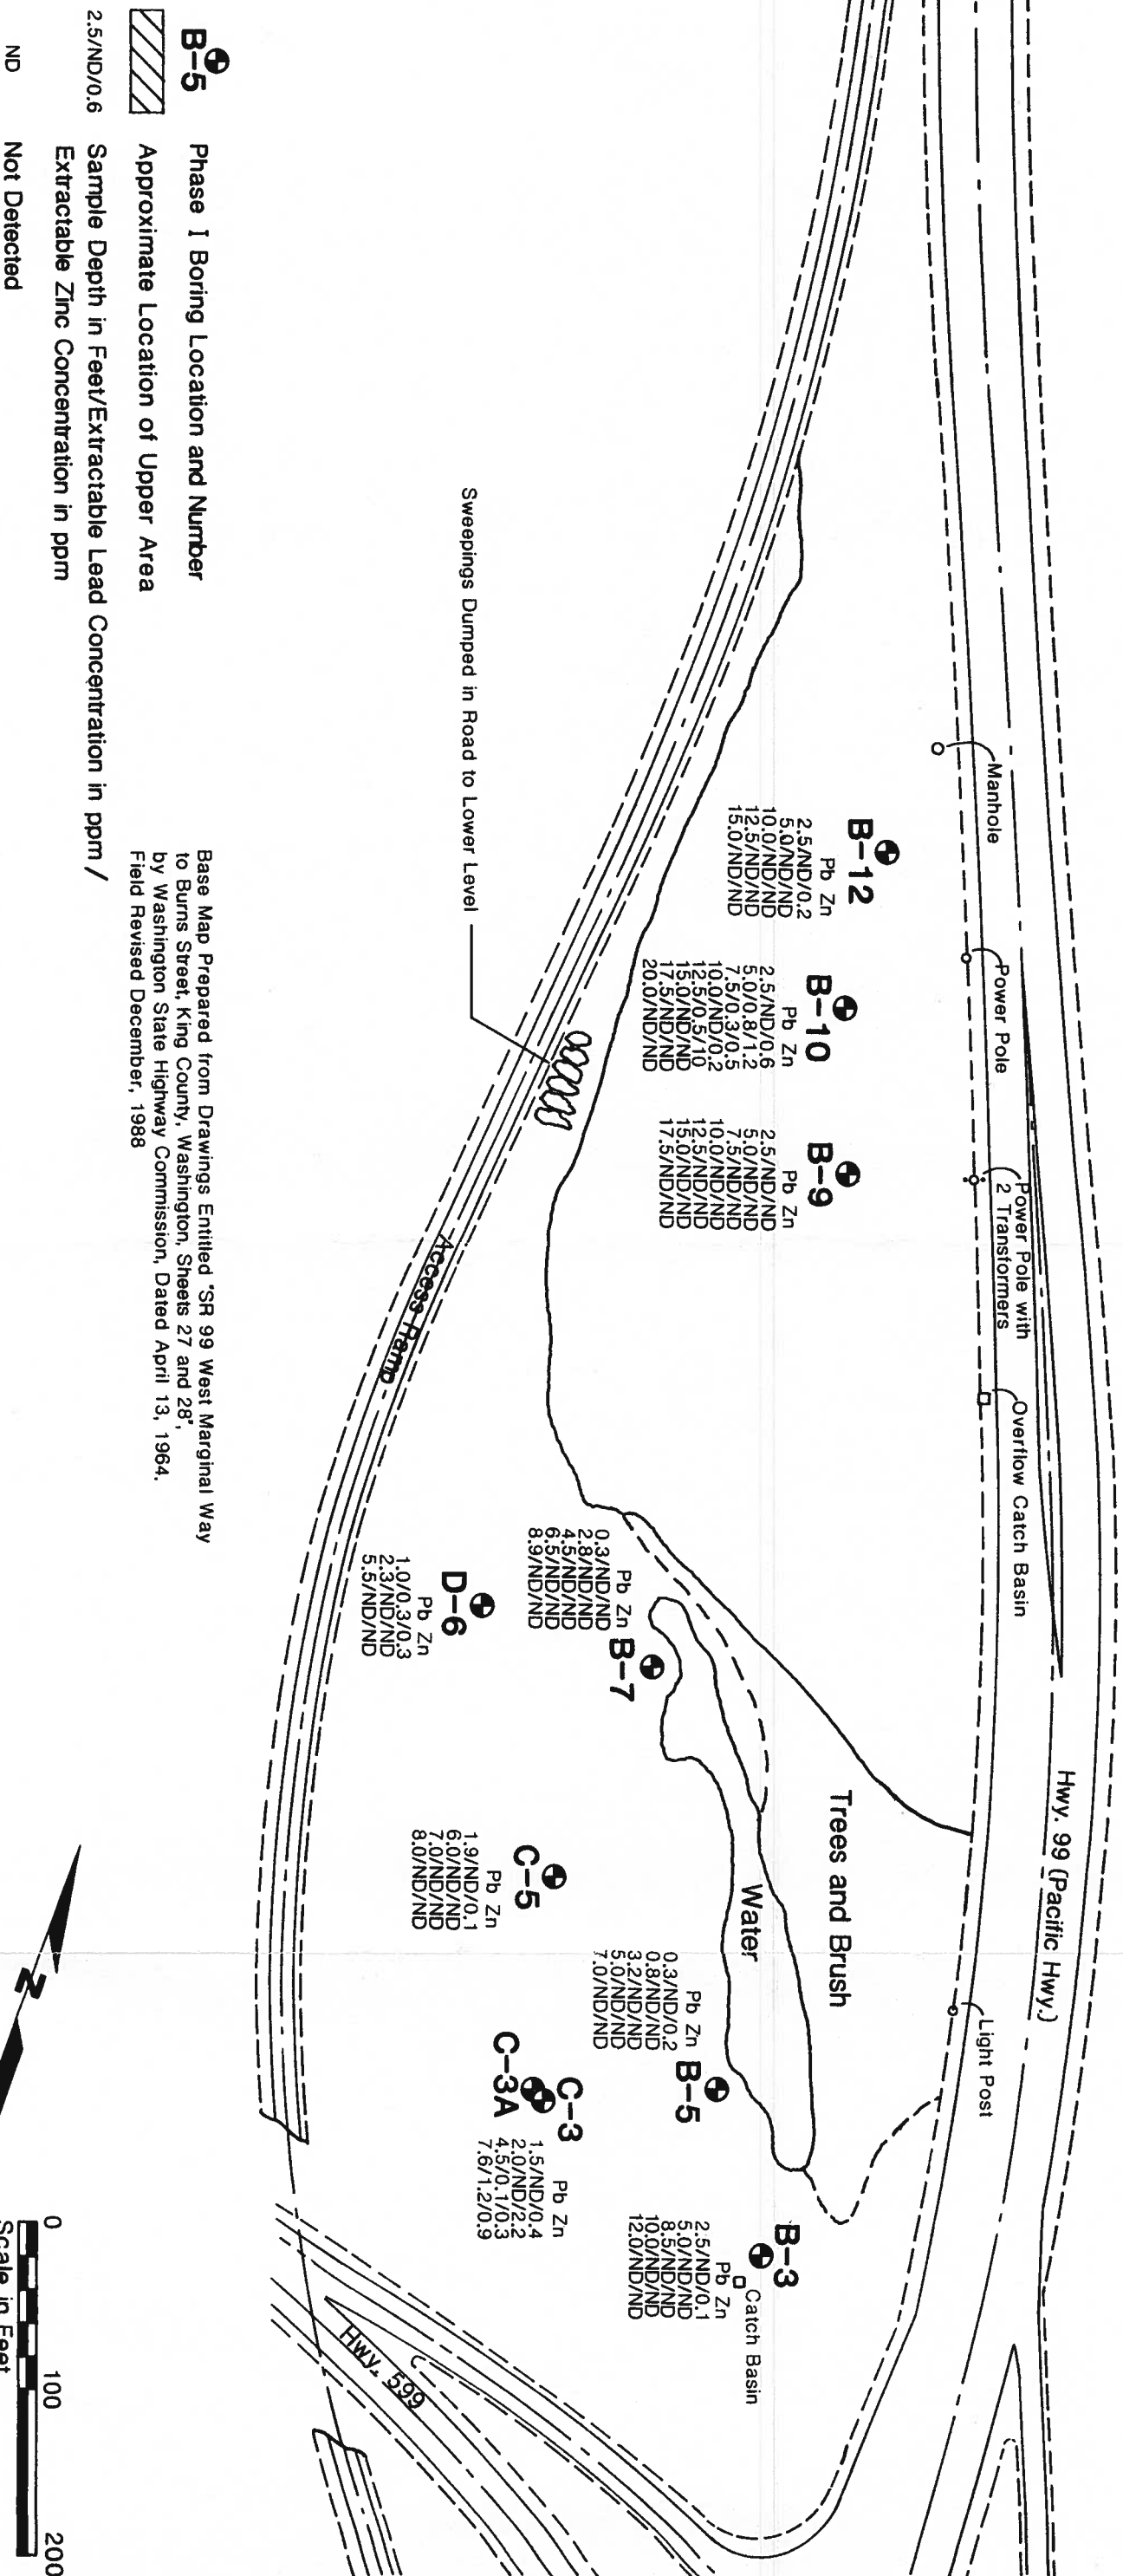 Hwy. 99 (Pacific Hwy.)
Manhole
Power Pole
Power Pole with
2 Transformers
Overflow Catch Basin
Light Post
B-12
Pb Zn
2.5/ND/0.2
5.0/ND/ND
10.0/ND/ND
12.5/ND/ND
15.0/ND/ND
B-10
Pb Zn
2.5/ND/0.6
5.0/0.8/1.2
7.5/0.3/0.5
10.0/ND/0.2
12.5/0.5/10
15.0/ND/ND
17.5/ND/ND
20.0/ND/ND
B-9
Pb Zn
2.5/ND/ND
5.0/ND/ND
7.5/ND/ND
10.0/ND/ND
12.5/ND/ND
15.0/ND/ND
17.5/ND/ND
Trees and Brush
Water
B-7
Pb Zn
0.3/ND/ND
2.8/ND/ND
4.5/ND/ND
6.5/ND/ND
8.9/ND/ND
B-5
Pb Zn
0.3/ND/0.2
0.8/ND/ND
3.2/ND/ND
5.0/ND/ND
7.0/ND/ND
B-3
Catch Basin
Pb Zn
2.5/ND/0.1
5.0/ND/ND
8.5/ND/ND
10.0/ND/ND
12.0/ND/ND
D-6
Pb Zn
1.0/0.3/0.3
2.3/ND/ND
5.5/ND/ND
C-5
Pb Zn
1.9/ND/0.1
6.0/ND/ND
7.0/ND/ND
8.0/ND/ND
C-3
C-3A
Pb Zn
1.5/ND/0.4
2.0/ND/2.2
4.5/0.1/0.3
7.6/1.2/0.9
Sweepings Dumped in Road to Lower Level
Access Ramp
Hwy. 599
B-5 Phase I Boring Location and Number
Approximate Location of Upper Area
2.5/ND/0.6 Sample Depth in Feet/Extractable Lead Concentration in ppm/
Extractable Zinc Concentration in ppm
ND Not Detected
Base Map Prepared from Drawings Entitled "SR 99 West Marginal Way
to Burns Street, King County, Washington, Sheets 27 and 28",
by Washington State Highway Commission, Dated April 13, 1964.
Field Revised December, 1988
N
0 100 200
Scale in Feet